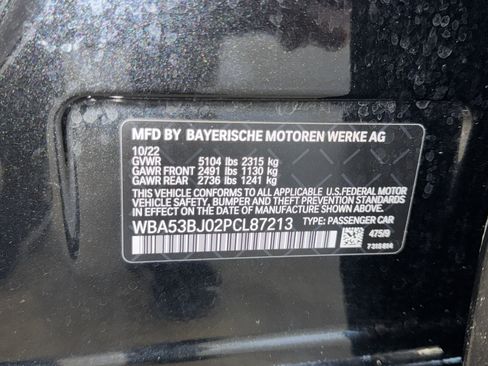 MFD BY BAYERISCHE MOTOREN WERKE AG
10/22
GVWR 5104 lbs 2315 kg
GAWR FRONT 2491 lbs 1130 kg
GAWR REAR 2736 lbs 1241 kg
THIS VEHICLE CONFORMS TO ALL APPLICABLE U.S. FEDERAL MOTOR
VEHICLE SAFETY, BUMPER AND THEFT PREVENTION STANDARDS
IN EFFECT ON THE DATE OF MANUFACTURE SHOWN ABOVE.
WBA53BJ02PCL87213 TYPE: PASSENGER CAR
475/9